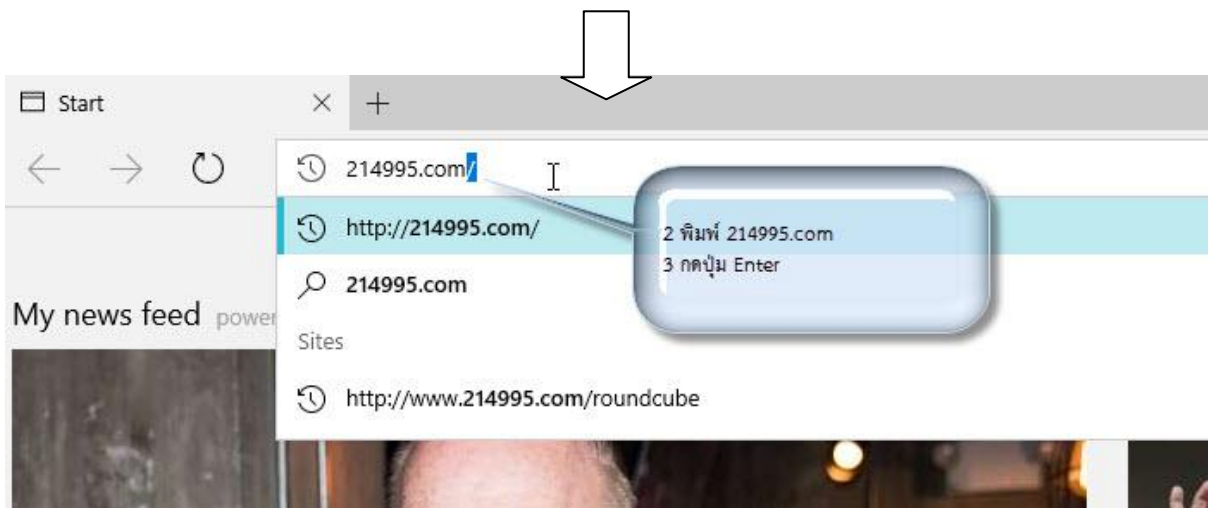 Start
214995.com/
http://214995.com/
2 พิมพ์ 214995.com
3 กดปุ่ม Enter
214995.com
My news feed power
Sites
http://www.214995.com/roundcube